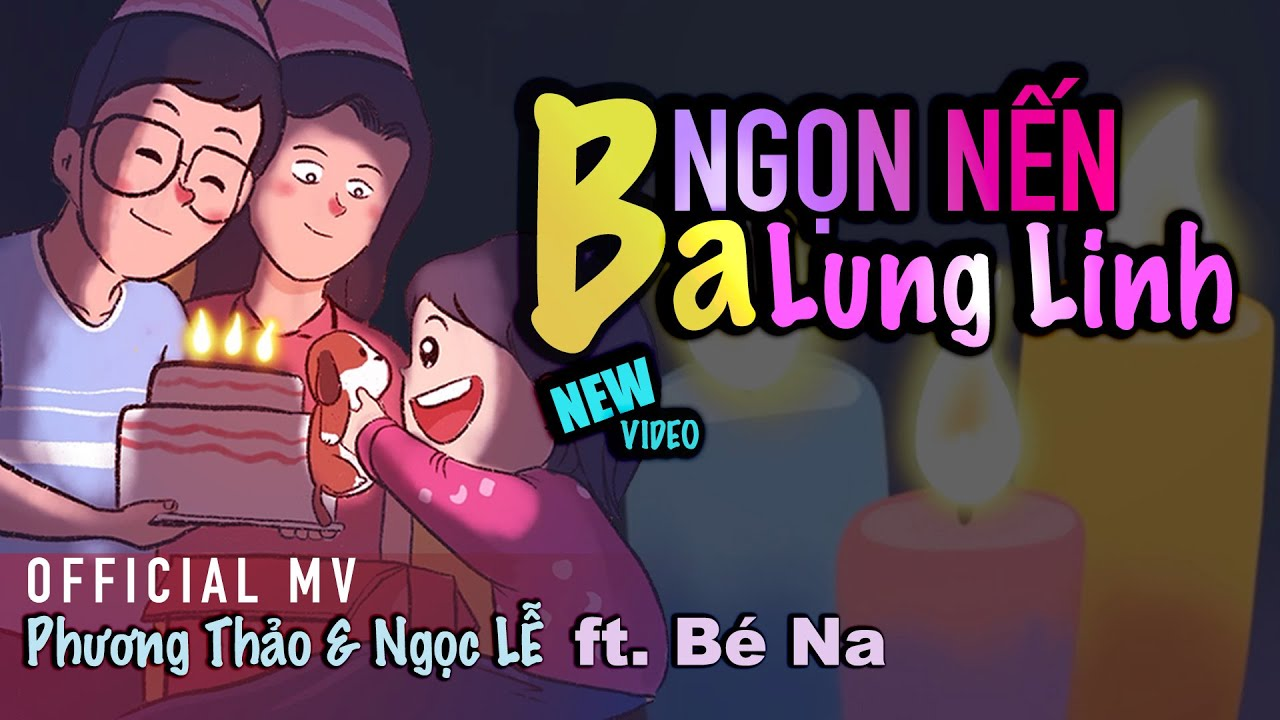 Ba NGỌN NẾN
Lung Linh
NEW
VIDEO
OFFICIAL MV
Phương Thảo & Ngọc LỄ ft. Bé Na